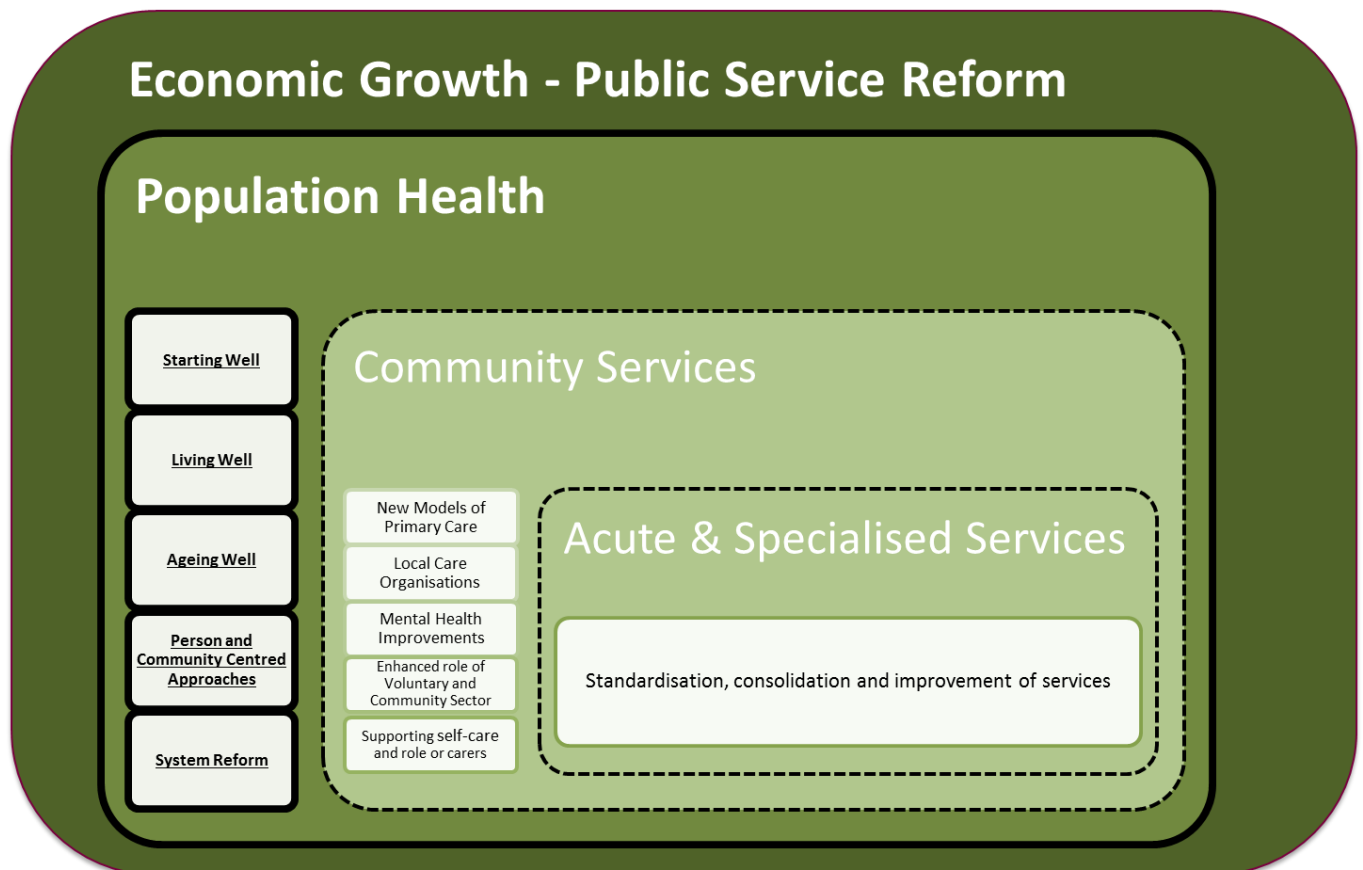 Economic Growth - Public Service Reform
Population Health
Starting Well
Living Well
Ageing Well
Person and
Community Centred
Approaches
System Reform
Community Services
New Models of
Primary Care
Local Care
Organisations
Mental Health
Improvements
Enhanced role of
Voluntary and
Community Sector
Supporting self-care
and role or carers
Acute & Specialised Services
Standardisation, consolidation and improvement of services